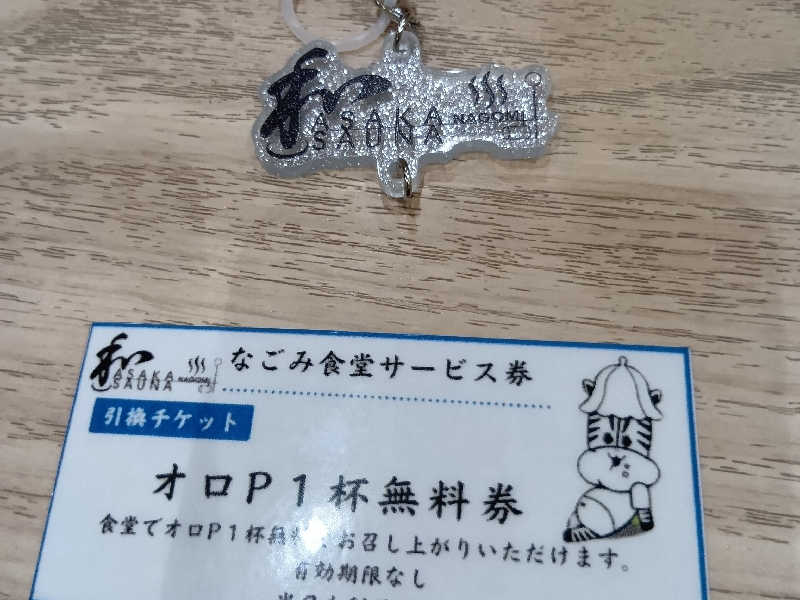 和
ASAKA
SAUNA
NAGOMI
和
ASAKA
SAUNA
NAGOMI
なごみ食堂サービス券
引換チケット
オロP1杯無料券
食堂でオロP1杯無料、お召し上がりいただけます。
有効期限なし